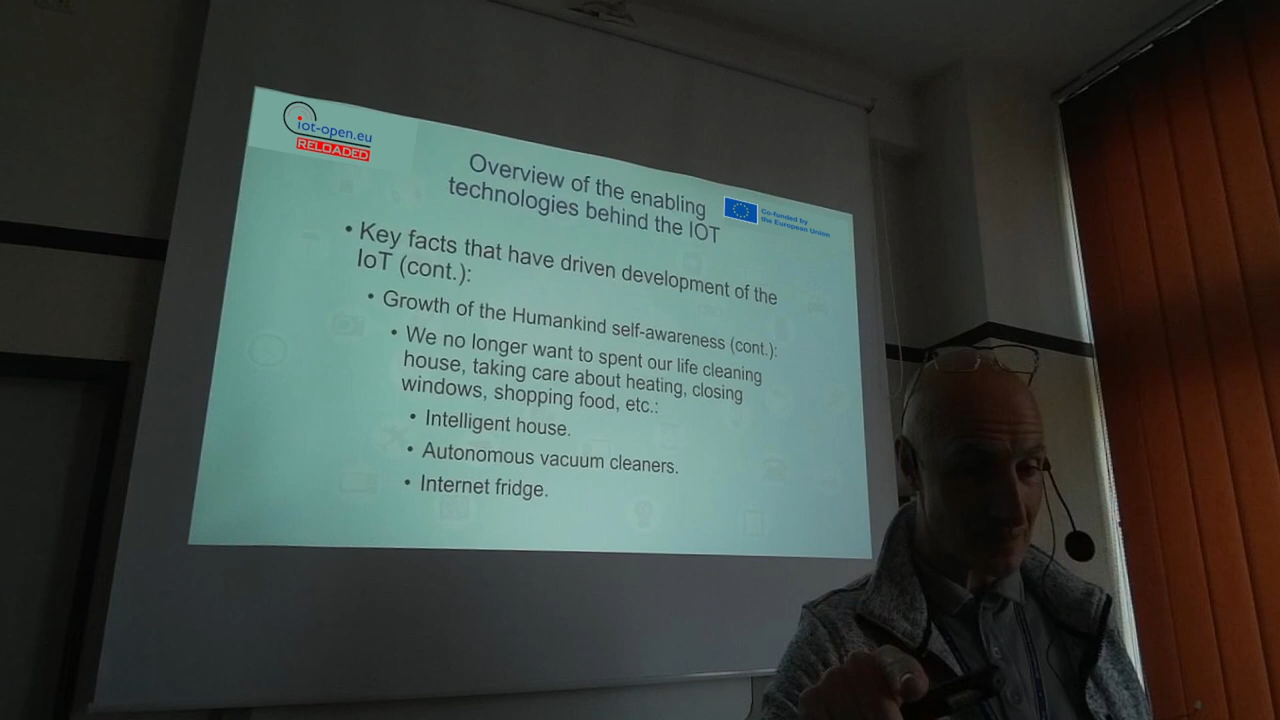 iot-open.eu
RELOADED
Overview of the enabling
technologies behind the IOT
Co-funded by
the European Union
• Key facts that have driven development of the
IoT (cont.):
• Growth of the Humankind self-awareness (cont.):
• We no longer want to spent our life cleaning
house, taking care about heating, closing
windows, shopping food, etc.:
• Intelligent house.
• Autonomous vacuum cleaners.
• Internet fridge.